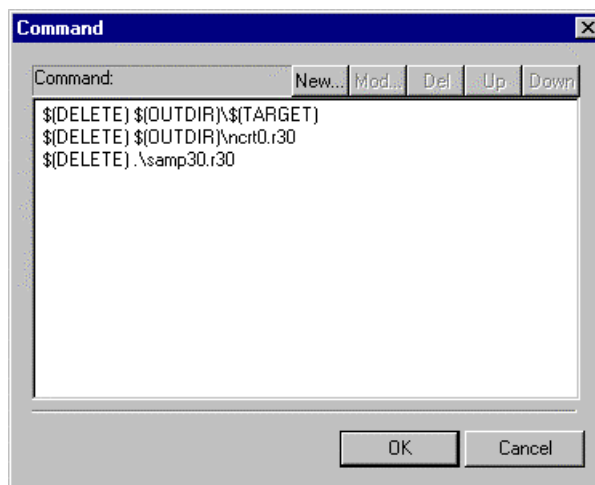 Command
Command: New... Mod... Del Up Down
$(DELETE) $(OUTDIR)\$(TARGET)
$(DELETE) $(OUTDIR)\ncrt0.r30
$(DELETE) .\samp30.r30
OK Cancel